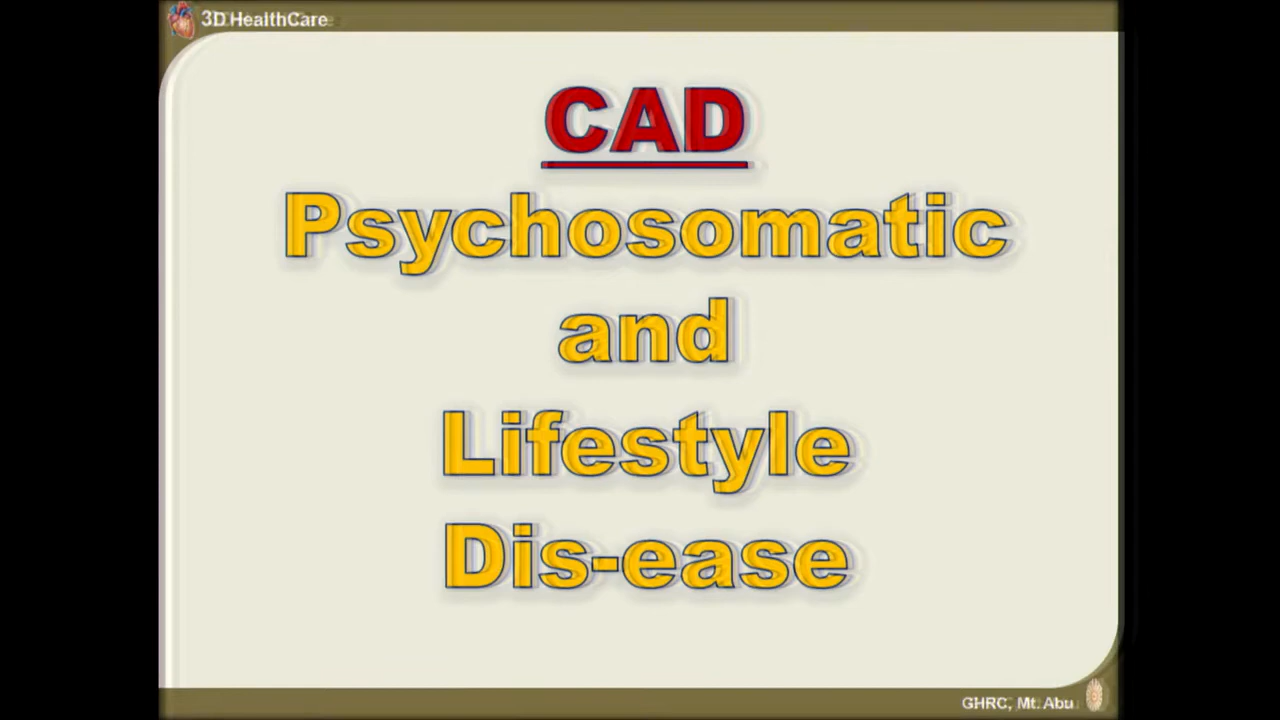 3D HealthCare
CAD
Psychosomatic
and
Lifestyle
Dis-ease
GHRC, Mt. Abu